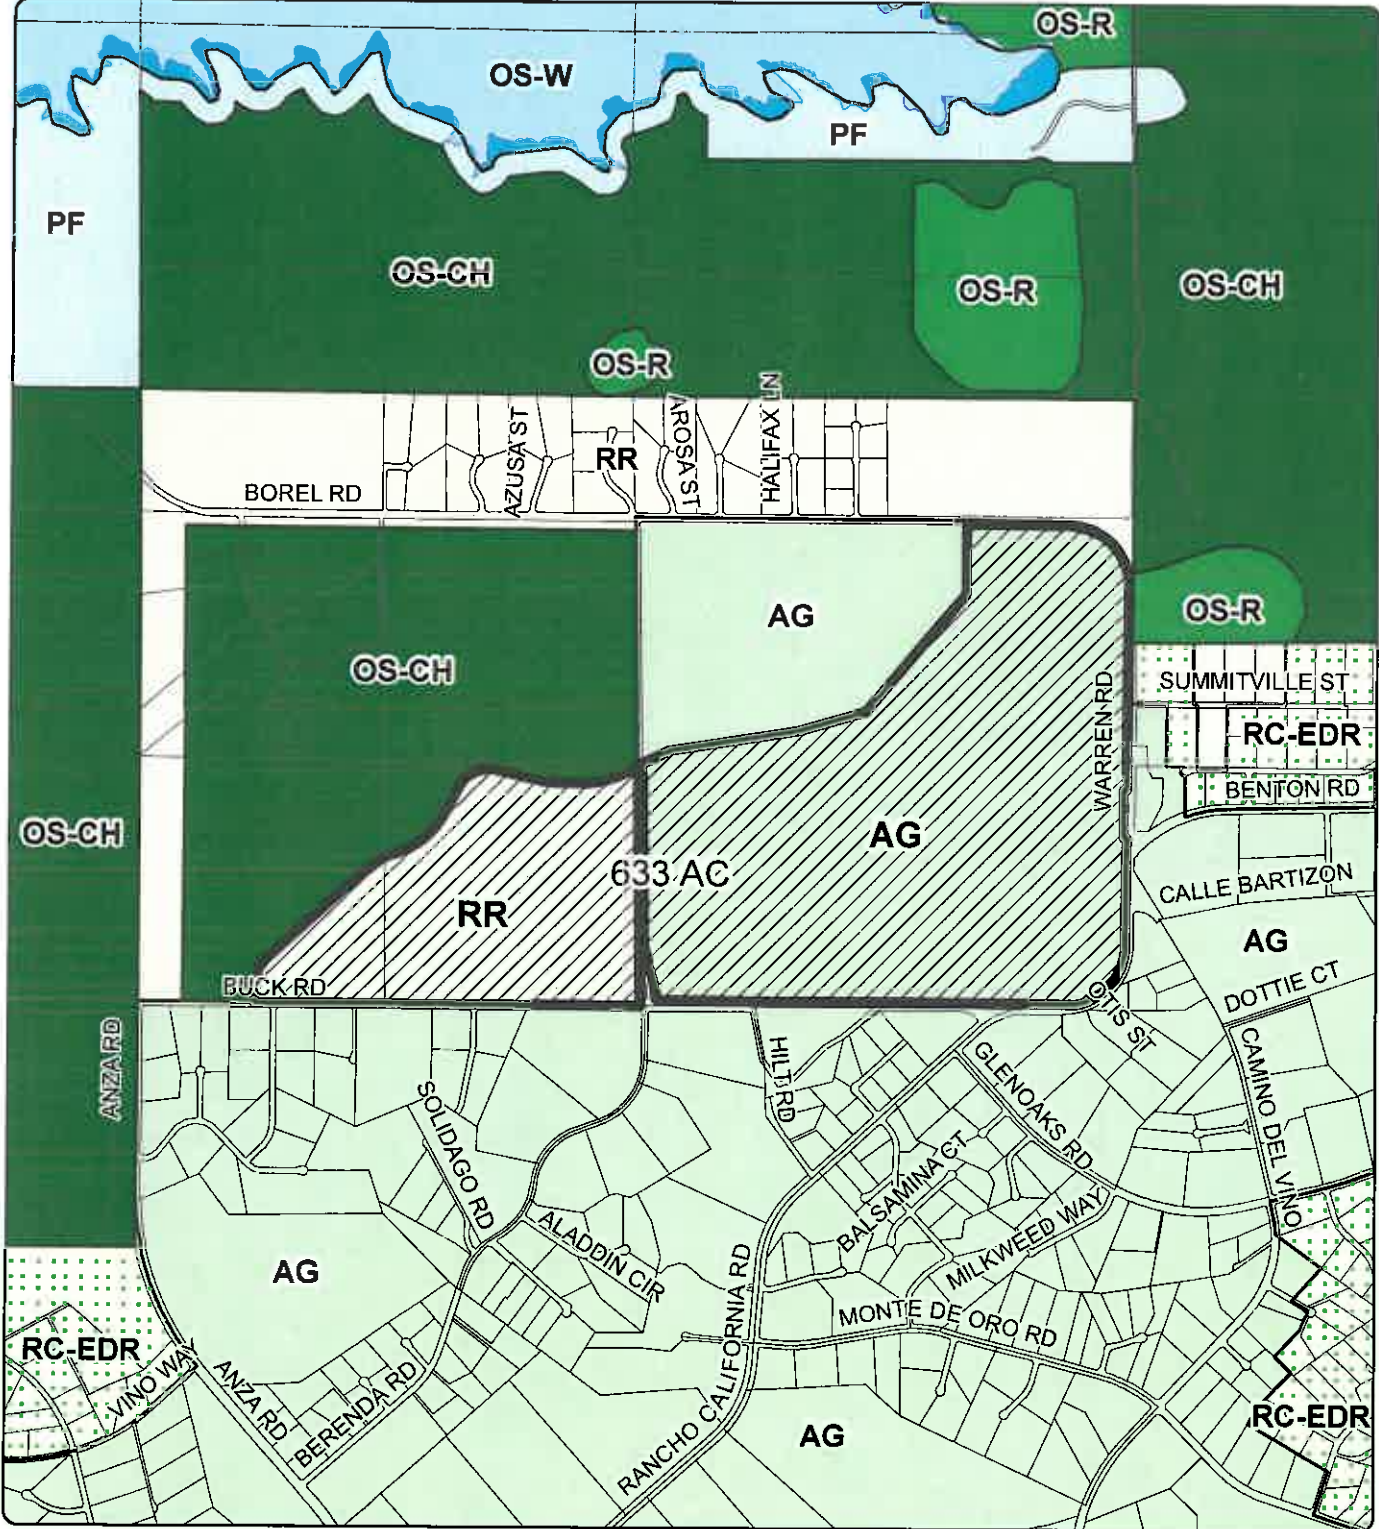 OS-R
OS-W
PF
PF
OS-CH
OS-R
OS-CH
OS-R
AZUSA ST
RR
AROSA ST
HALIFAX LN
BOREL RD
AG
OS-R
OS-CH
SUMMITVILLE ST
WARREN RD
RC-EDR
BENTON RD
OS-CH
AG
633 AC
CALLE BARTIZON
RR
AG
BUCK RD
DOTTIE CT
OTIS ST
ANZA RD
HILT RD
GLENOAKS RD
CAMINO DEL VINO
SOLIDAGO RD
BALSAMINA CT
ALADDIN CIR
MILKWEED WAY
AG
RANCHO CALIFORNIA RD
MONTE DE ORO RD
RC-EDR
VINO WAY
ANZA RD
BERENDA RD
AG
RC-EDR